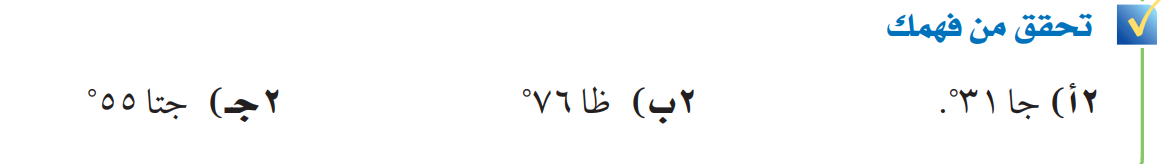 تحقق من فهمك
٢أ) جا ٣١°. ٢ب) ظا ٧٦° ٢جـ) جتا ٥٥°